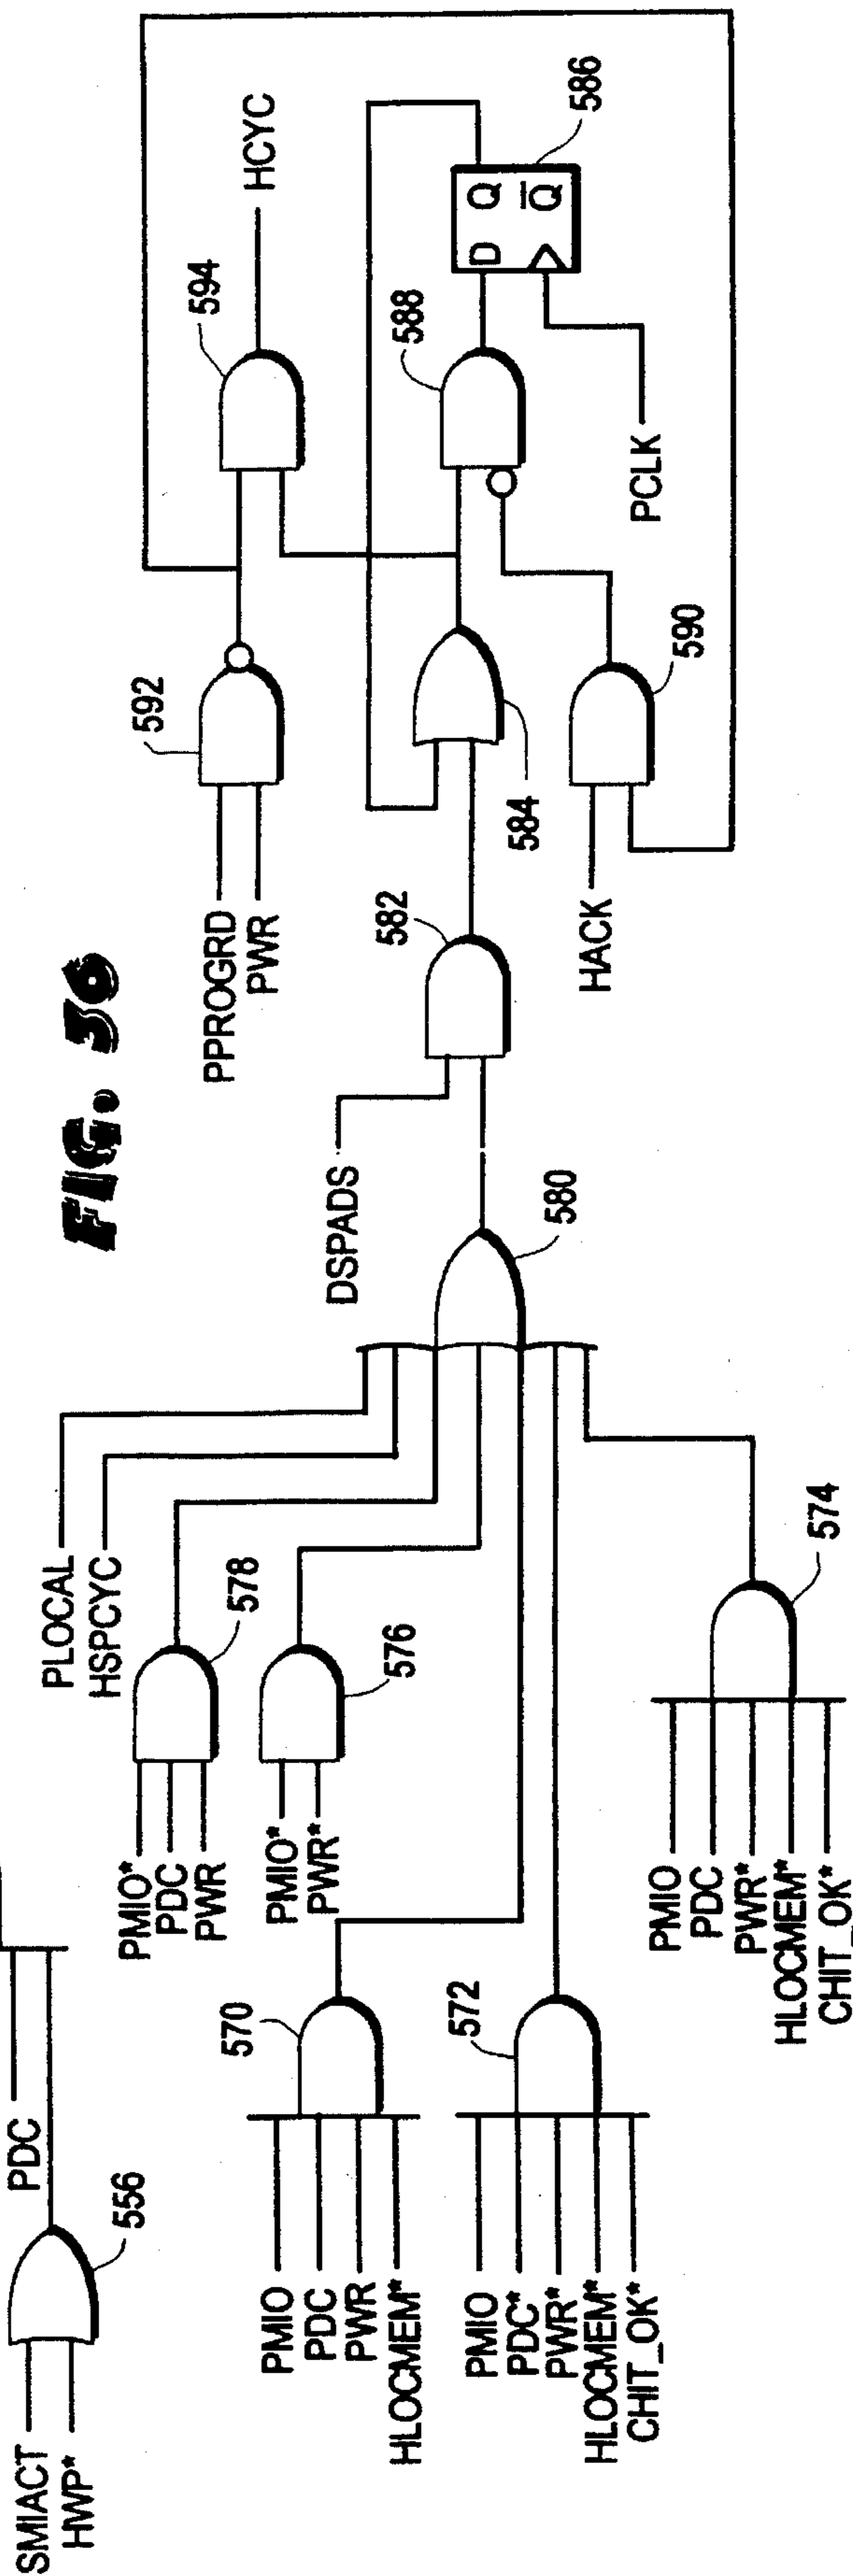 FIG. 36
SMIACT
HWP*
556
PDC
PLOCAL
HSPCYC
PMIO*
PDC
PWR
578
PMIO*
PWR*
576
PMIO
PDC
PWR
HLOCMEM*
570
PMIO
PDC*
PWR*
HLOCMEM*
CHIT_OK*
572
PMIO
PDC
PWR*
HLOCMEM*
CHIT_OK*
574
580
DSPADS
582
PPROGRD
PWR
592
584
HACK
590
594
HCYC
588
PCLK
D Q
Q̅
586